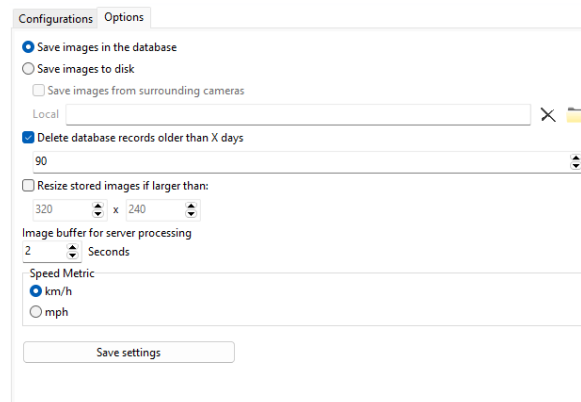 Configurations Options
Save images in the database
Save images to disk
Save images from surrounding cameras
Local
Delete database records older than X days
90
Resize stored images if larger than:
320 x 240
Image buffer for server processing
2 Seconds
Speed Metric
km/h
mph
Save settings